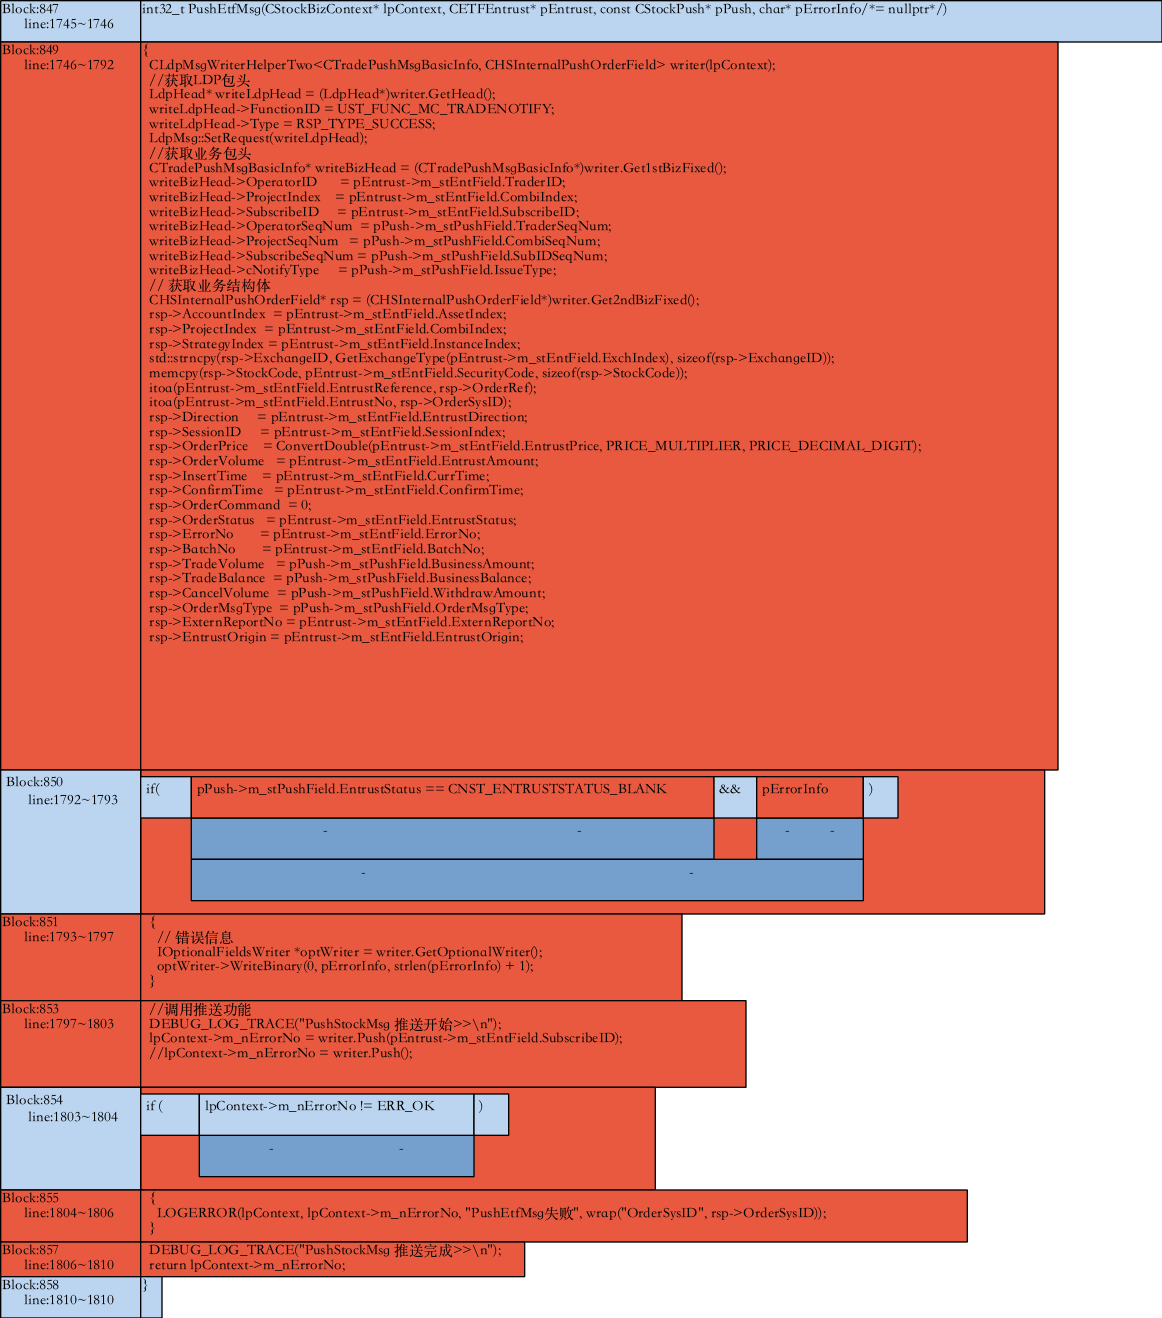 Block:847
line:1745~1746
int32_t PushEtfMsg(CStockBizContext* lpContext, CETFEntrust* pEntrust, const CStockPush* pPush, char* pErrorInfo/*= nullptr*/)
Block:849
line:1746~1792
{
CLdpMsgWriterHelperTwo<CTradePushMsgBasicInfo, CHSInternalPushOrderField> writer(lpContext);
//获取LDP包头
LdpHead* writeLdpHead = (LdpHead*)writer.GetHead();
writeLdpHead->FunctionID = UST_FUNC_MC_TRADENOTIFY;
writeLdpHead->Type = RSP_TYPE_SUCCESS;
LdpMsg::SetRequest(writeLdpHead);
//获取业务包头
CTradePushMsgBasicInfo* writeBizHead = (CTradePushMsgBasicInfo*)writer.Get1stBizFixed();
writeBizHead->OperatorID = pEntrust->m_stEntField.TraderID;
writeBizHead->ProjectIndex = pEntrust->m_stEntField.CombiIndex;
writeBizHead->SubscribeID = pEntrust->m_stEntField.SubscribeID;
writeBizHead->OperatorSeqNum = pPush->m_stPushField.TraderSeqNum;
writeBizHead->ProjectSeqNum = pPush->m_stPushField.CombiSeqNum;
writeBizHead->SubscribeSeqNum = pPush->m_stPushField.SubIDSeqNum;
writeBizHead->cNotifyType = pPush->m_stPushField.IssueType;
// 获取业务结构体
CHSInternalPushOrderField* rsp = (CHSInternalPushOrderField*)writer.Get2ndBizFixed();
rsp->AccountIndex = pEntrust->m_stEntField.AssetIndex;
rsp->ProjectIndex = pEntrust->m_stEntField.CombiIndex;
rsp->StrategyIndex = pEntrust->m_stEntField.InstanceIndex;
std::strncpy(rsp->ExchangeID, GetExchangeType(pEntrust->m_stEntField.ExchIndex), sizeof(rsp->ExchangeID));
memcpy(rsp->StockCode, pEntrust->m_stEntField.SecurityCode, sizeof(rsp->StockCode));
itoa(pEntrust->m_stEntField.EntrustReference, rsp->OrderRef);
itoa(pEntrust->m_stEntField.EntrustNo, rsp->OrderSysID);
rsp->Direction = pEntrust->m_stEntField.EntrustDirection;
rsp->SessionID = pEntrust->m_stEntField.SessionIndex;
rsp->OrderPrice = ConvertDouble(pEntrust->m_stEntField.EntrustPrice, PRICE_MULTIPLIER, PRICE_DECIMAL_DIGIT);
rsp->OrderVolume = pEntrust->m_stEntField.EntrustAmount;
rsp->InsertTime = pEntrust->m_stEntField.CurrTime;
rsp->ConfirmTime = pEntrust->m_stEntField.ConfirmTime;
rsp->OrderCommand = 0;
rsp->OrderStatus = pEntrust->m_stEntField.EntrustStatus;
rsp->ErrorNo = pEntrust->m_stEntField.ErrorNo;
rsp->BatchNo = pEntrust->m_stEntField.BatchNo;
rsp->TradeVolume = pPush->m_stPushField.BusinessAmount;
rsp->TradeBalance = pPush->m_stPushField.BusinessBalance;
rsp->CancelVolume = pPush->m_stPushField.WithdrawAmount;
rsp->OrderMsgType = pPush->m_stPushField.OrderMsgType;
rsp->ExternReportNo = pEntrust->m_stEntField.ExternReportNo;
rsp->EntrustOrigin = pEntrust->m_stEntField.EntrustOrigin;
Block:850
line:1792~1793
if( pPush->m_stPushField.EntrustStatus == CNST_ENTRUSTSTATUS_BLANK && pErrorInfo )
- - - -
- -
Block:851
line:1793~1797
{
// 错误信息
IOptionalFieldsWriter *optWriter = writer.GetOptionalWriter();
optWriter->WriteBinary(0, pErrorInfo, strlen(pErrorInfo) + 1);
}
Block:853
line:1797~1803
//调用推送功能
DEBUG_LOG_TRACE("PushStockMsg 推送开始>>\n");
lpContext->m_nErrorNo = writer.Push(pEntrust->m_stEntField.SubscribeID);
//lpContext->m_nErrorNo = writer.Push();
Block:854
line:1803~1804
if ( lpContext->m_nErrorNo != ERR_OK )
- -
Block:855
line:1804~1806
{
LOGERROR(lpContext, lpContext->m_nErrorNo, "PushEtfMsg失败", wrap("OrderSysID", rsp->OrderSysID));
}
Block:857
line:1806~1810
DEBUG_LOG_TRACE("PushStockMsg 推送完成>>\n");
return lpContext->m_nErrorNo;
Block:858
line:1810~1810
}